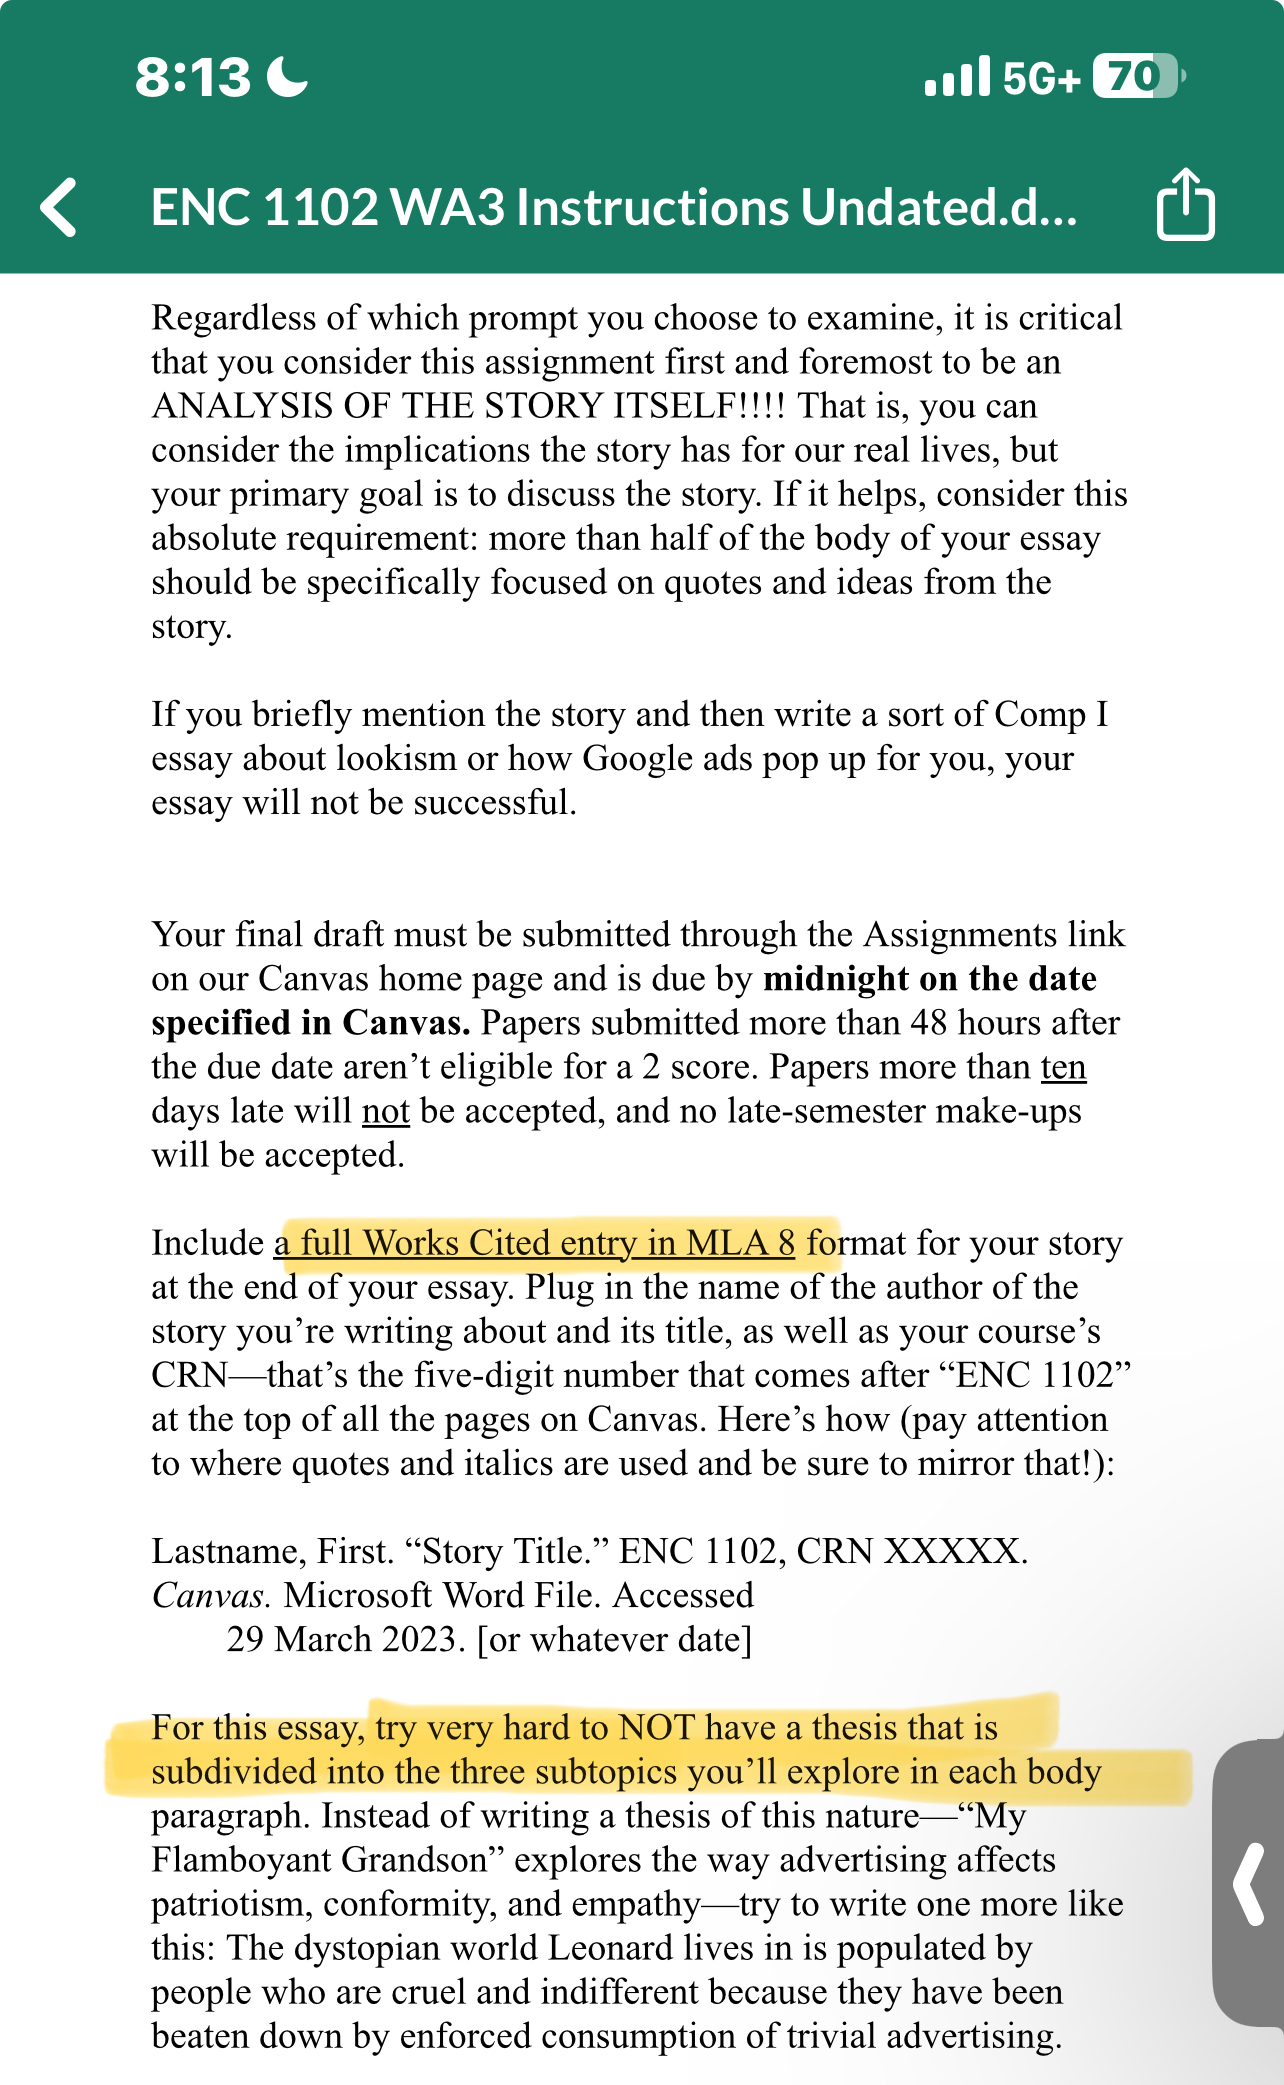 8:13
5G+ 70
ENC 1102 WA3 Instructions Undated.d...
Regardless of which prompt you choose to examine, it is critical
that you consider this assignment first and foremost to be an
ANALYSIS OF THE STORY ITSELF!!!! That is, you can
consider the implications the story has for our real lives, but
your primary goal is to discuss the story. If it helps, consider this
absolute requirement: more than half of the body of your essay
should be specifically focused on quotes and ideas from the
story.
If you briefly mention the story and then write a sort of Comp I
essay about lookism or how Google ads pop up for you, your
essay will not be successful.
Your final draft must be submitted through the Assignments link
on our Canvas home page and is due by midnight on the date
specified in Canvas. Papers submitted more than 48 hours after
the due date aren’t eligible for a 2 score. Papers more than ten
days late will not be accepted, and no late-semester make-ups
will be accepted.
Include a full Works Cited entry in MLA 8 format for your story
at the end of your essay. Plug in the name of the author of the
story you’re writing about and its title, as well as your course’s
CRN—that’s the five-digit number that comes after “ENC 1102”
at the top of all the pages on Canvas. Here’s how (pay attention
to where quotes and italics are used and be sure to mirror that!):
Lastname, First. “Story Title.” ENC 1102, CRN XXXXX.
Canvas. Microsoft Word File. Accessed
29 March 2023. [or whatever date]
For this essay, try very hard to NOT have a thesis that is
subdivided into the three subtopics you’ll explore in each body
paragraph. Instead of writing a thesis of this nature—“My
Flamboyant Grandson” explores the way advertising affects
patriotism, conformity, and empathy—try to write one more like
this: The dystopian world Leonard lives in is populated by
people who are cruel and indifferent because they have been
beaten down by enforced consumption of trivial advertising.